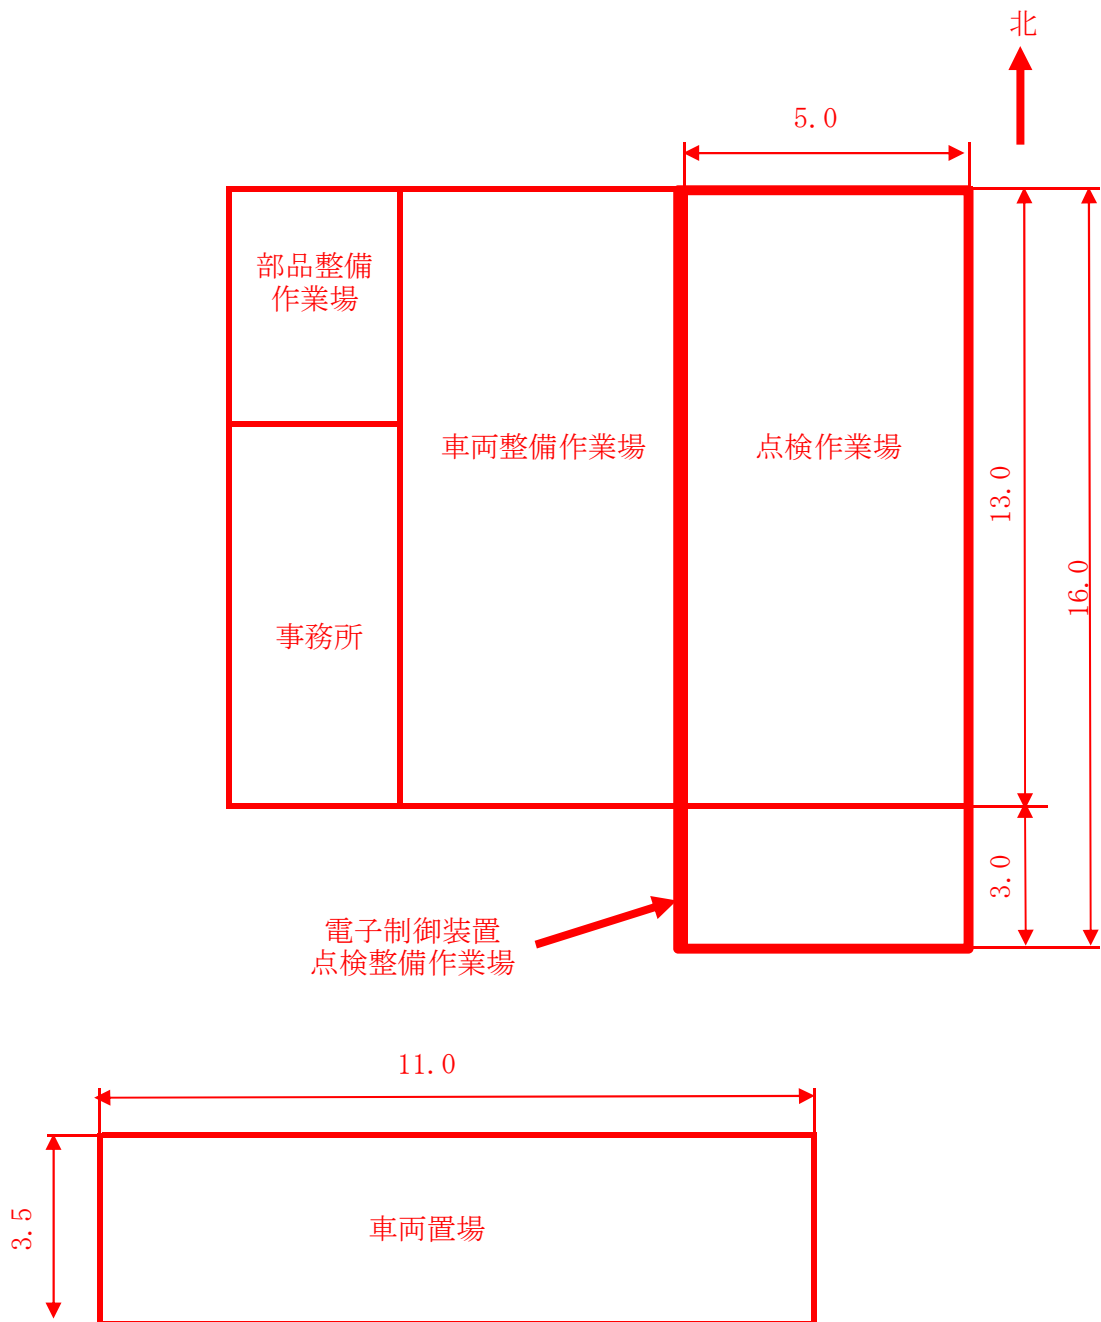 北
5.0
部品整備
作業場
車両整備作業場
点検作業場
13.0
16.0
事務所
3.0
電子制御装置
点検整備作業場
11.0
3.5
車両置場